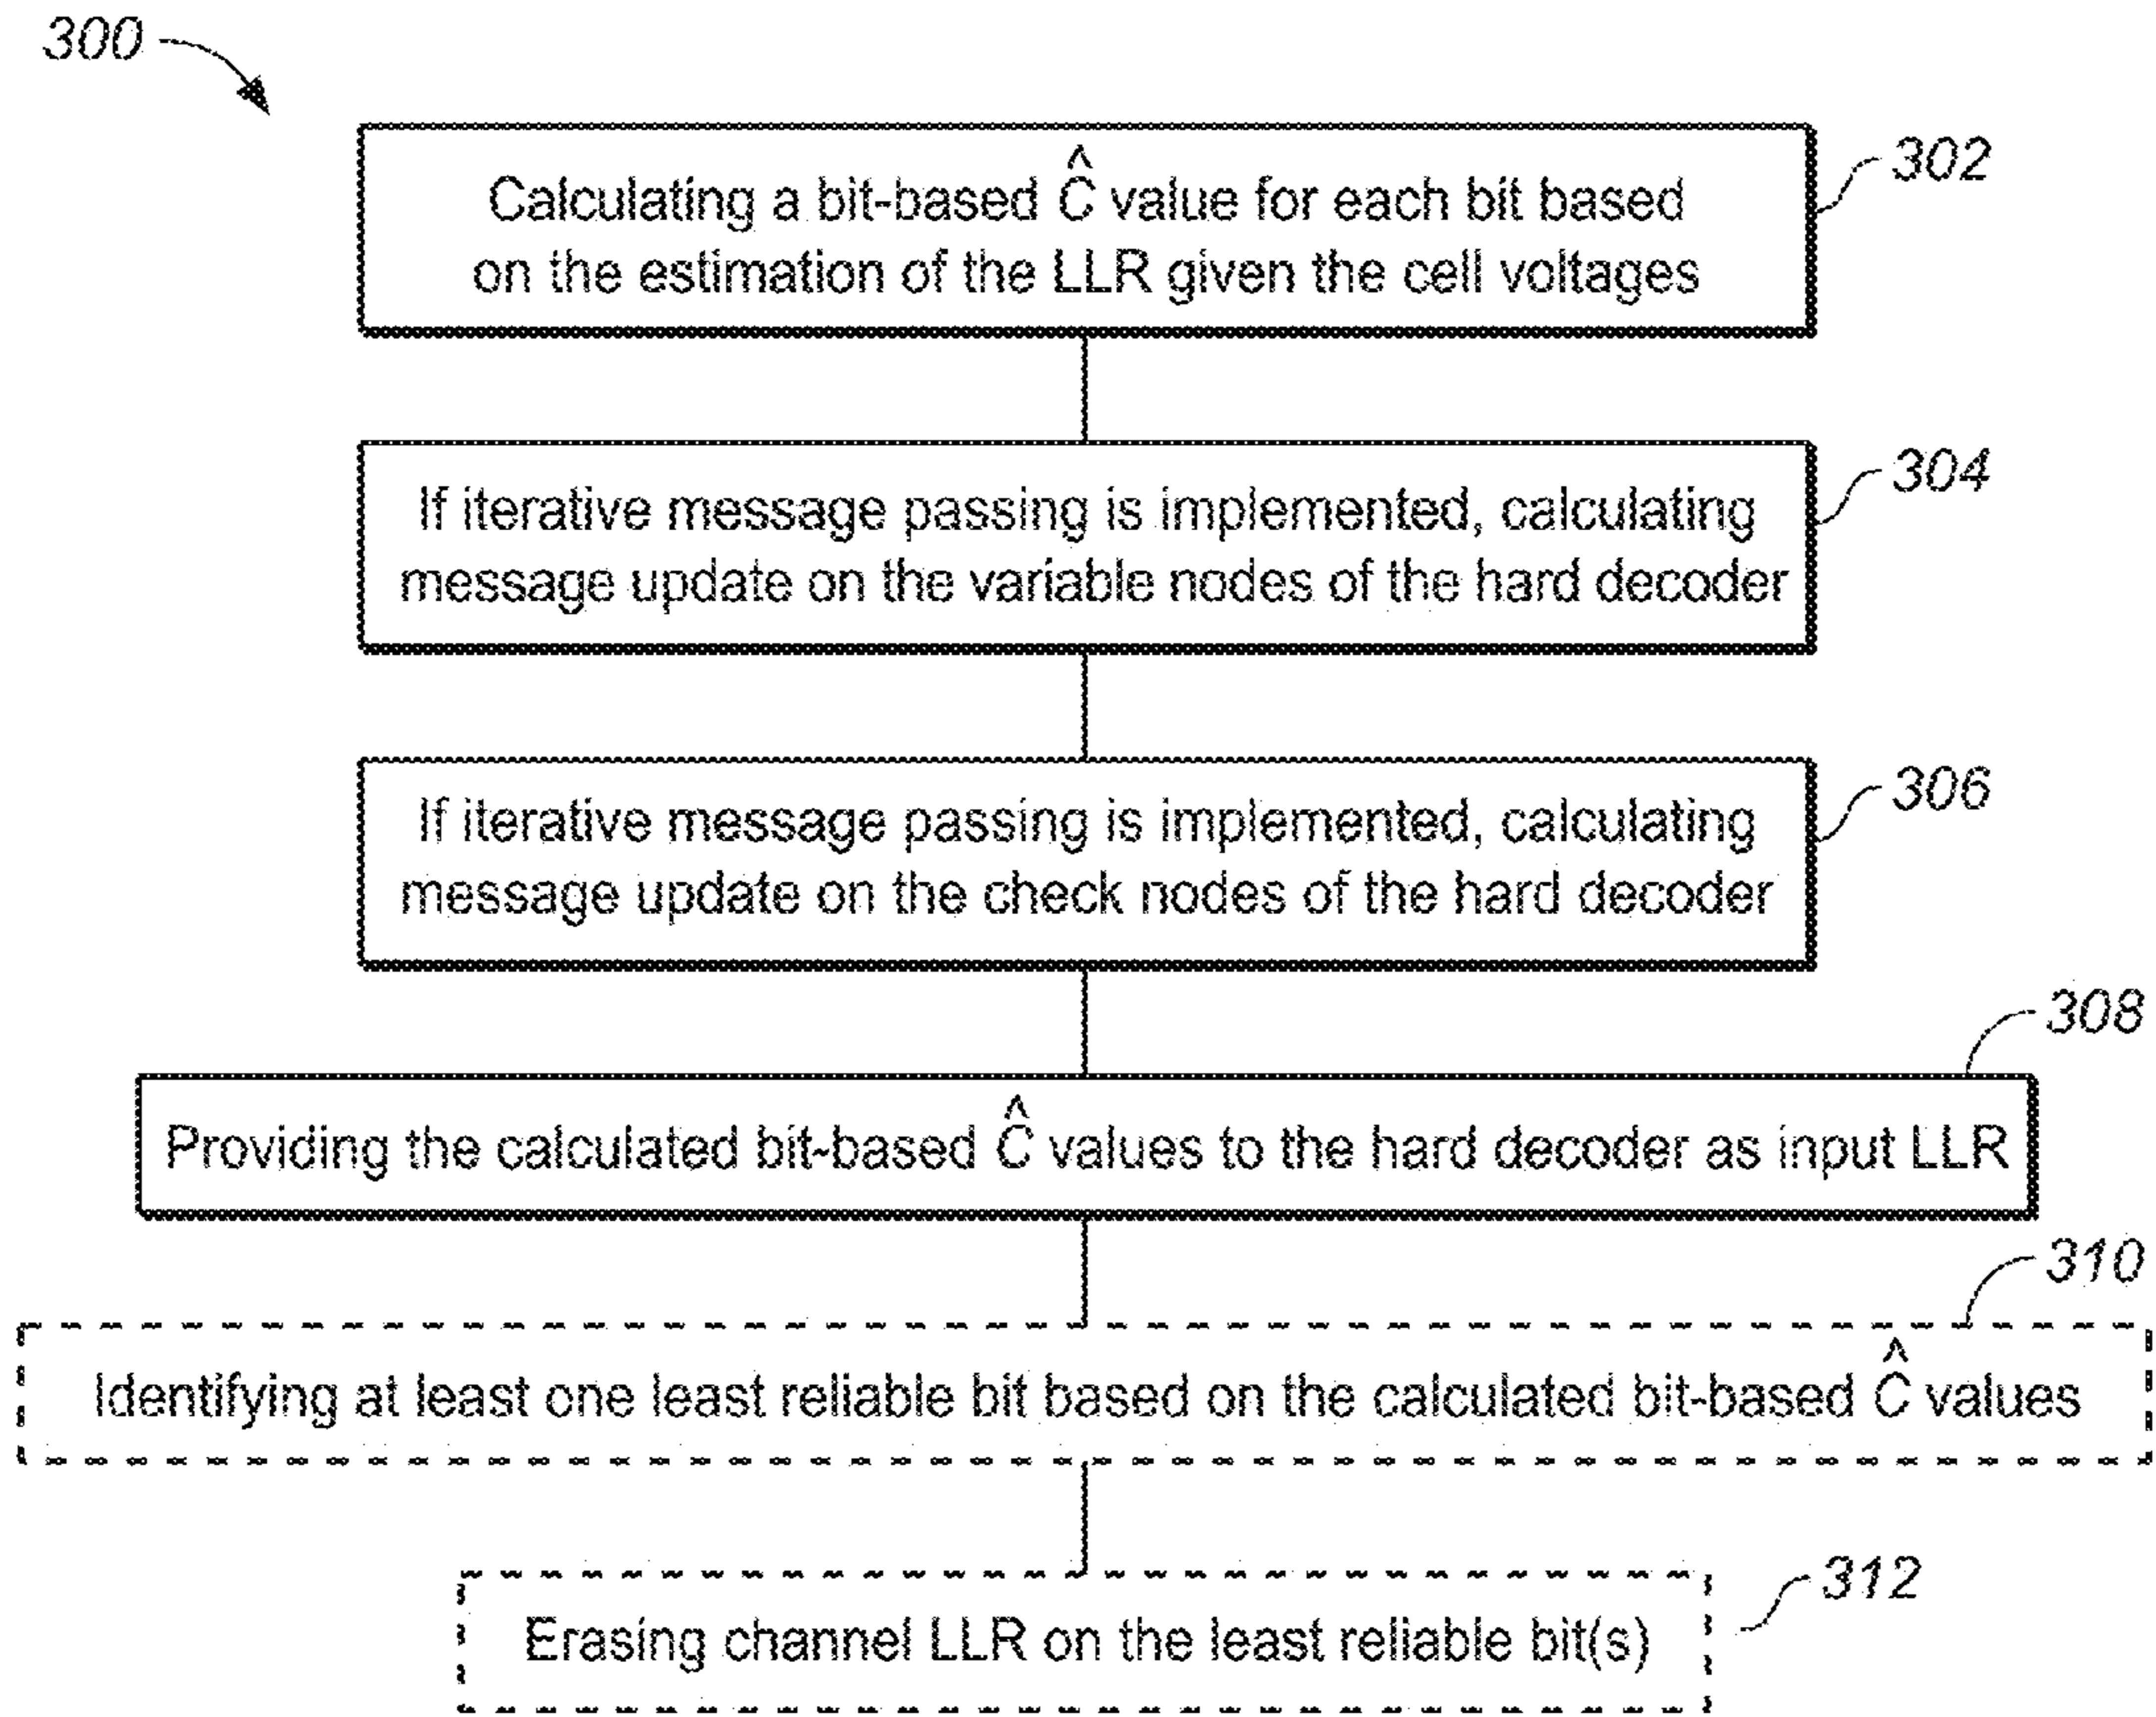 300
Calculating a bit-based Ĉ value for each bit based
on the estimation of the LLR given the cell voltages
302
If iterative message passing is implemented, calculating
message update on the variable nodes of the hard decoder
304
If iterative message passing is implemented, calculating
message update on the check nodes of the hard decoder
306
308
Providing the calculated bit-based Ĉ values to the hard decoder as input LLR
310
Identifying at least one least reliable bit based on the calculated bit-based Ĉ values
312
Erasing channel LLR on the least reliable bit(s)